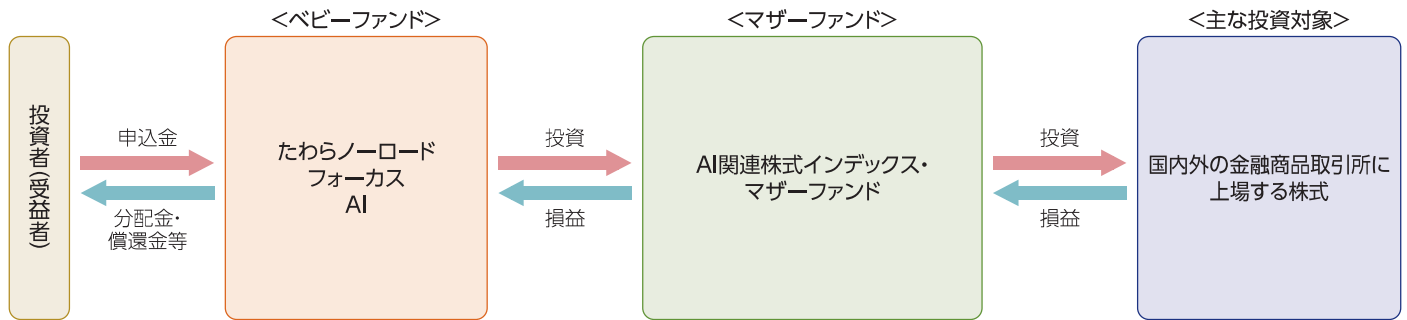 <ベビーファンド>
<マザーファンド>
<主な投資対象>
投資者(受益者)
申込金
分配金・
償還金等
たわらノーロード
フォーカス
AI
投資
損益
AI関連株式インデックス・
マザーファンド
投資
損益
国内外の金融商品取引所に
上場する株式